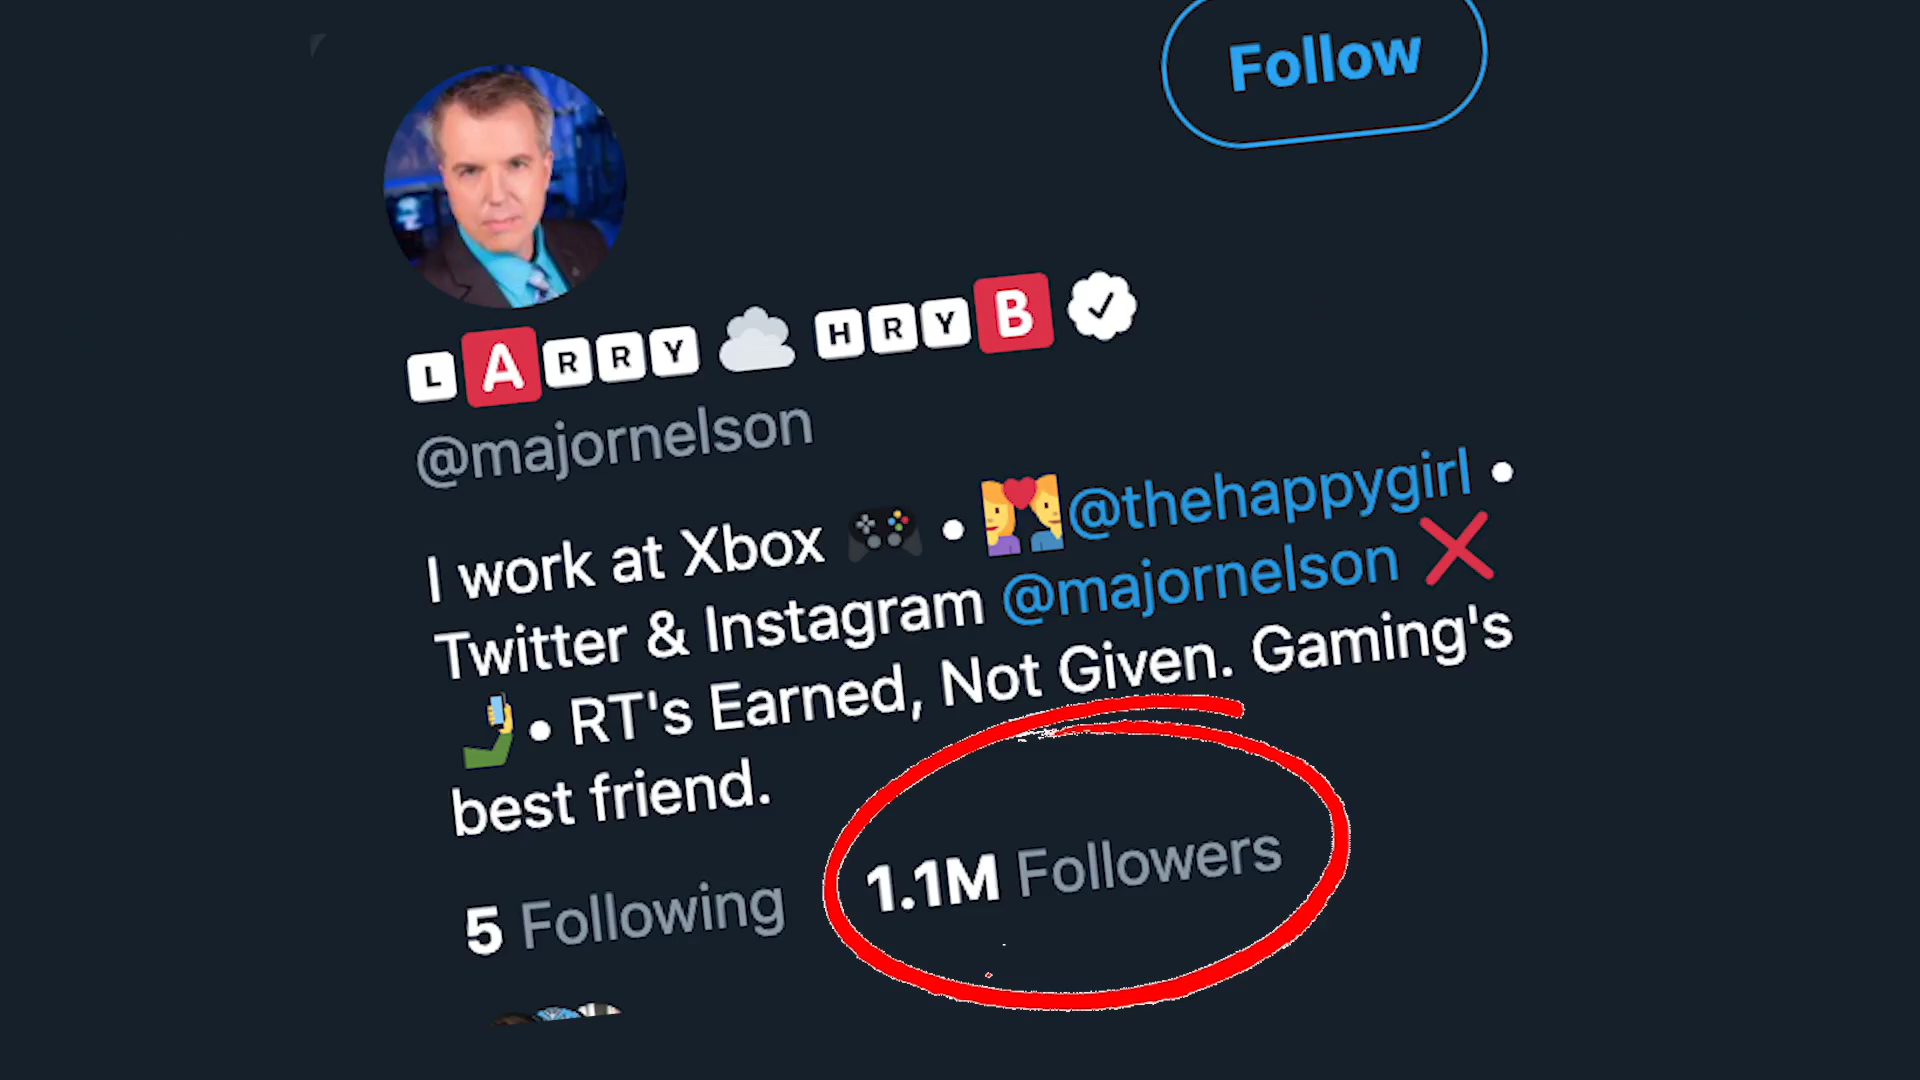 Follow
LARRY ☁️ HRYB
@majornelson
I work at Xbox 🎮 • 💑@thehappygirl •
Twitter & Instagram @majornelson ❌
🤳• RT's Earned, Not Given. Gaming's
best friend.
5 Following 1.1M Followers